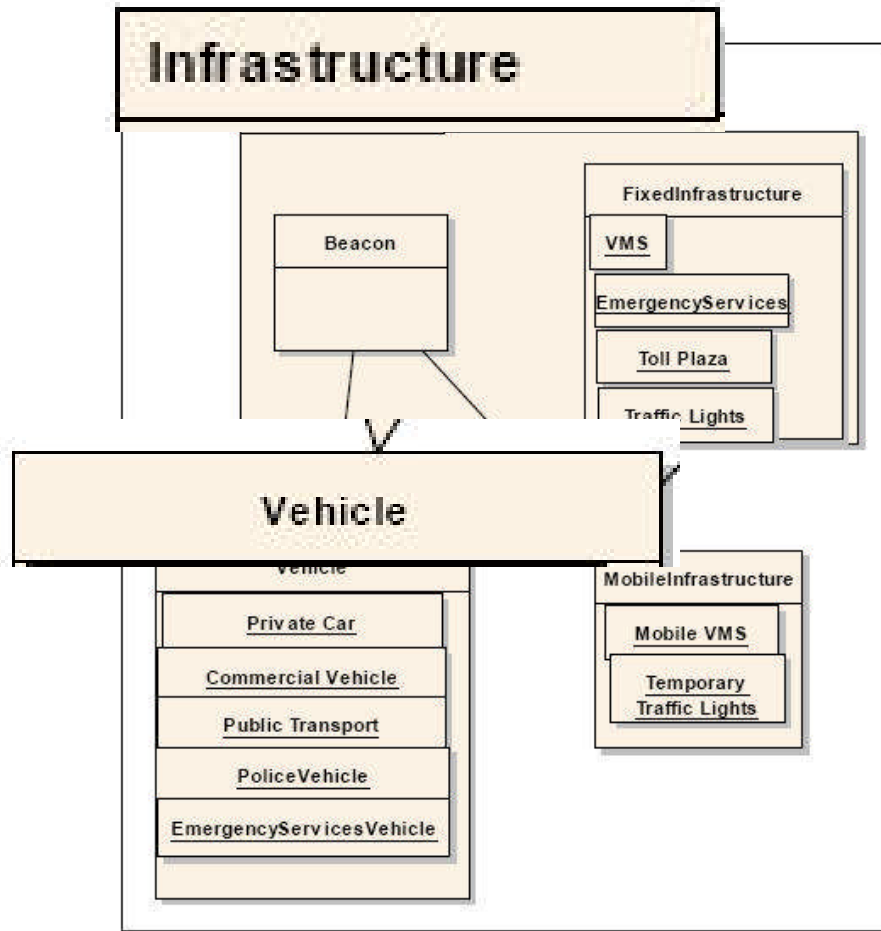 Infrastructure
FixedInfrastructure
VMS
Beacon
EmergencyServices
Toll Plaza
Traffic Lights
Vehicle
Vehicle
MobileInfrastructure
Private Car
Mobile VMS
Commercial Vehicle
Temporary
Traffic Lights
Public Transport
PoliceVehicle
EmergencyServicesVehicle